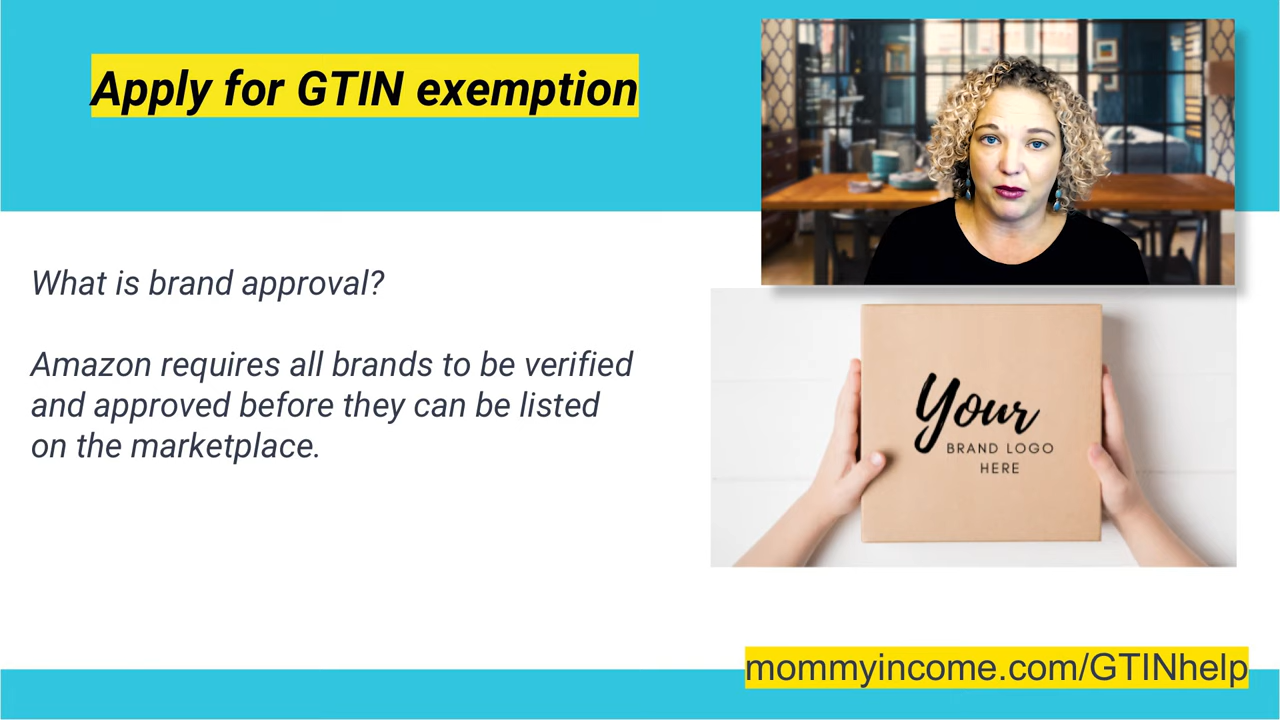 Apply for GTIN exemption
What is brand approval?
Amazon requires all brands to be verified
and approved before they can be listed
on the marketplace.
Your
BRAND LOGO
HERE
mommyincome.com/GTINhelp